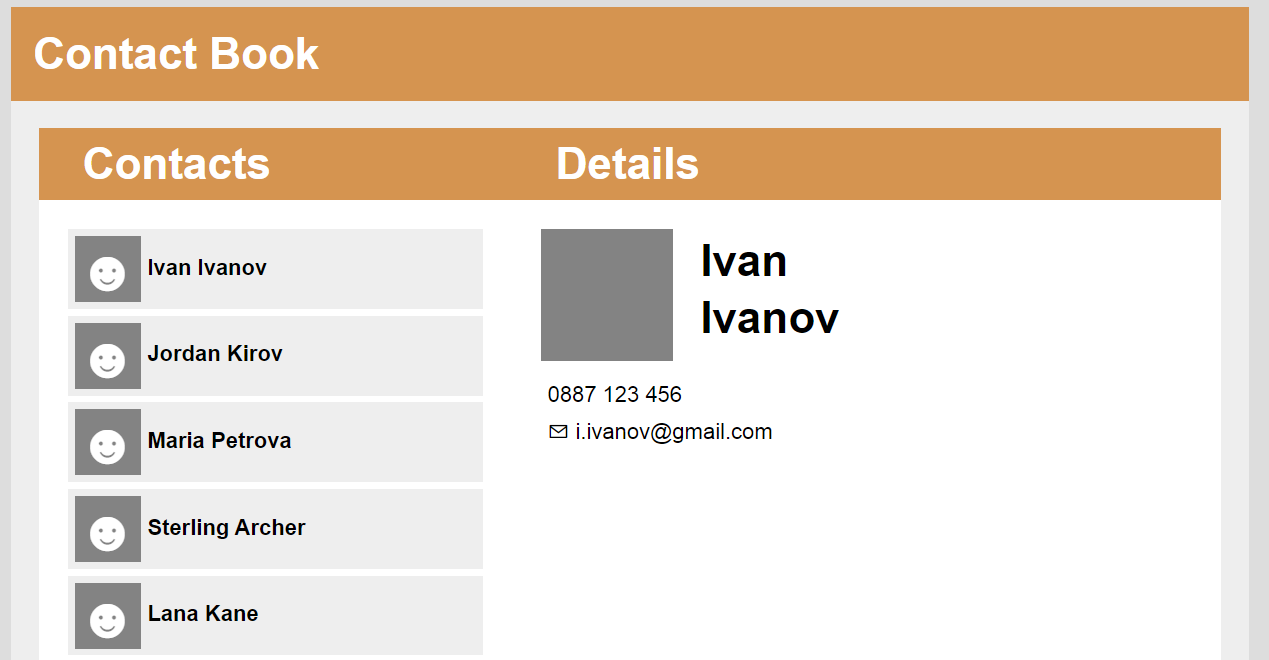 Contact Book
Contacts
Details
Ivan Ivanov
Jordan Kirov
Maria Petrova
Sterling Archer
Lana Kane
Ivan
Ivanov
0887 123 456
i.ivanov@gmail.com